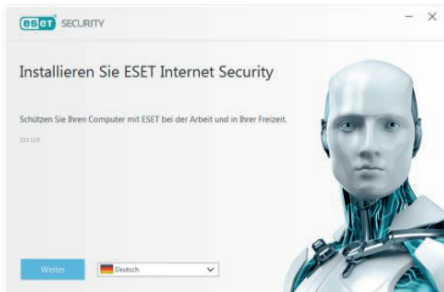 eset SECURITY
Installieren Sie ESET Internet Security
Schützen Sie Ihren Computer mit ESET bei der Arbeit und in Ihrer Freizeit.
Weiter
Deutsch